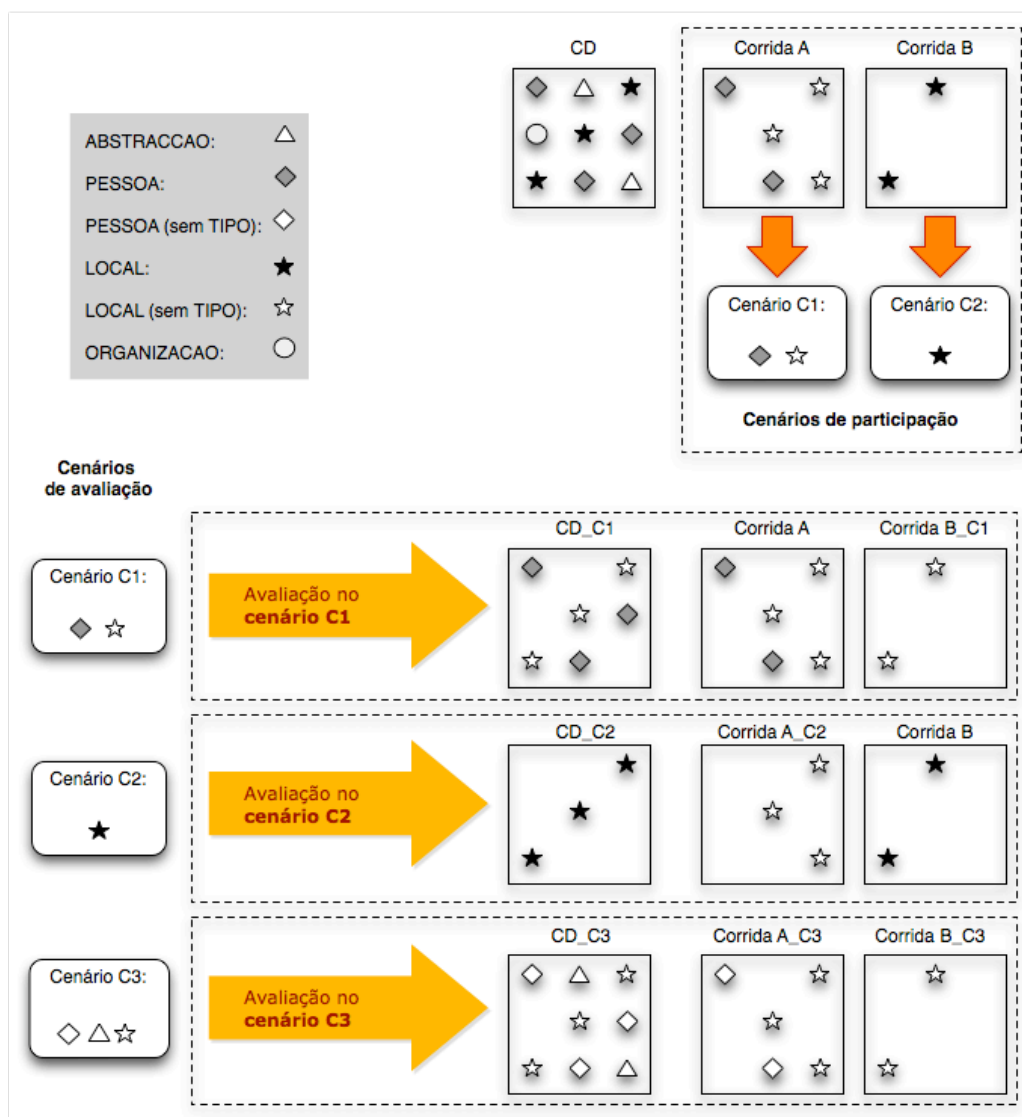 CD
Corrida A
Corrida B
ABSTRACCAO:
PESSOA:
PESSOA (sem TIPO):
LOCAL:
LOCAL (sem TIPO):
ORGANIZACAO:
Cenário C1:
Cenário C2:
Cenários de participação
Cenários
de avaliação
CD_C1
Corrida A
Corrida B_C1
Cenário C1:
Avaliação no
cenário C1
CD_C2
Corrida A_C2
Corrida B
Cenário C2:
Avaliação no
cenário C2
CD_C3
Corrida A_C3
Corrida B_C3
Cenário C3:
Avaliação no
cenário C3